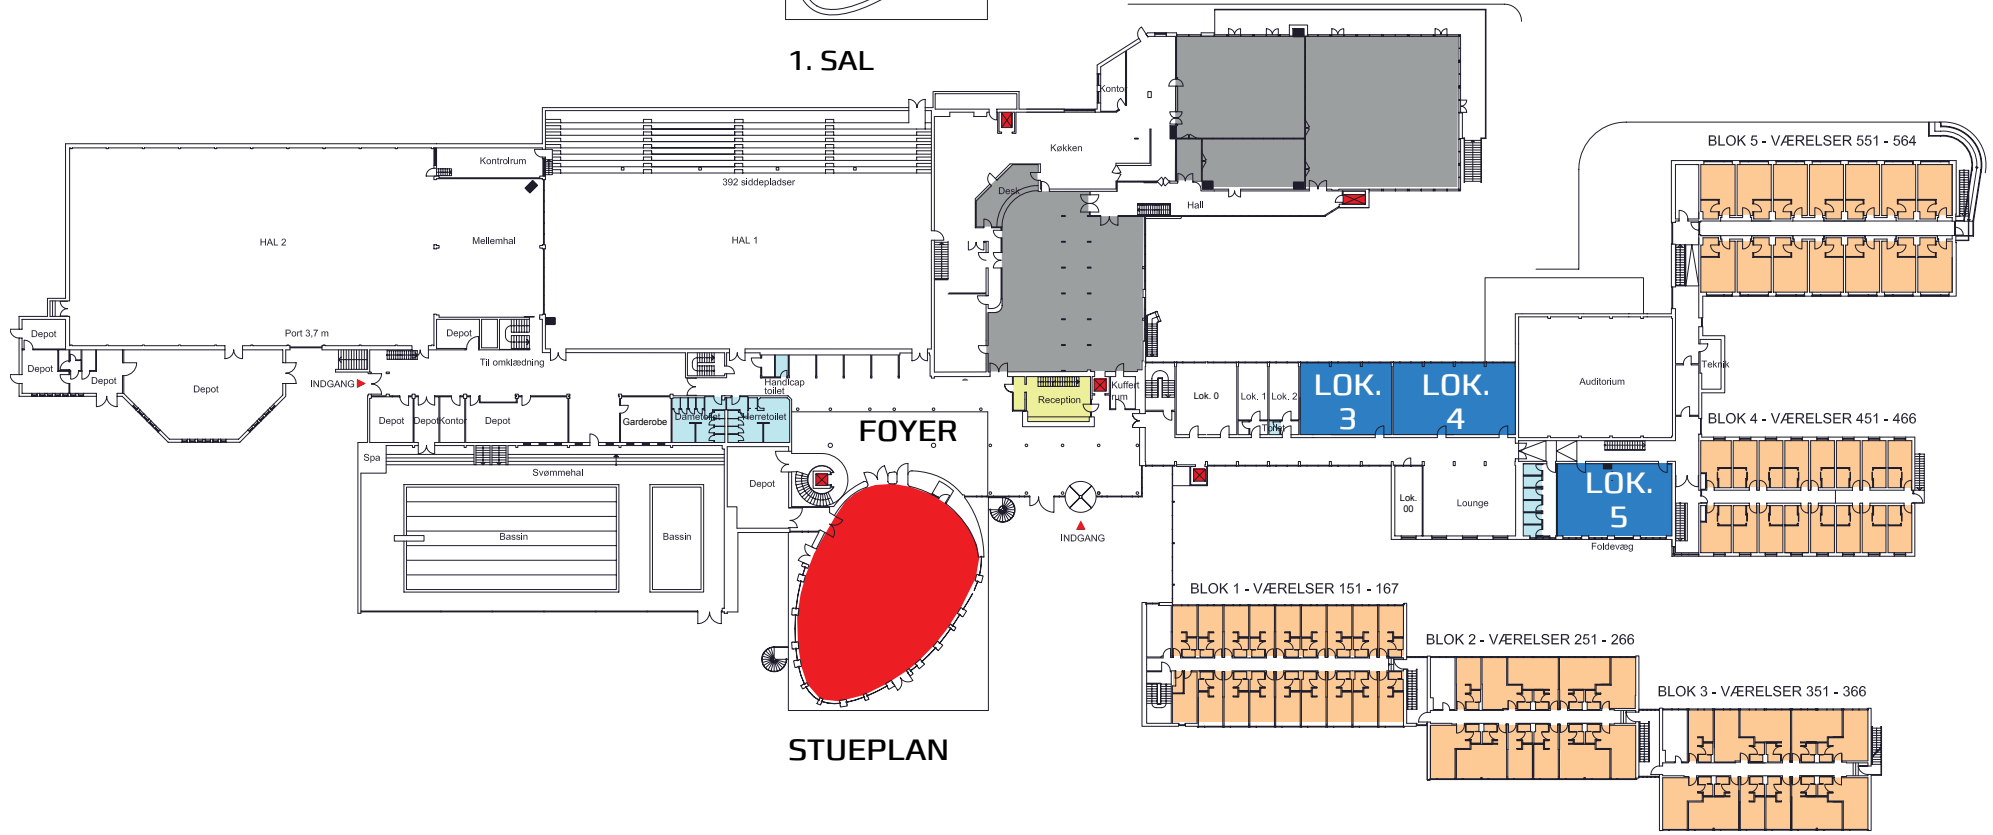 1. SAL
Kontor
BLOK 5 - VÆRELSER 551 - 564
Køkken
Kontrolrum
392 siddepladser
Desk
Hall
HAL 2
Mellemhal
HAL 1
Depot
Port 3,7 m
Depot
Til omklædning
Depot
Depot
Depot
INDGANG
Handicap
toilet
Kuffert
rum
Reception
Lok. 0
Lok. 1
Lok. 2
LOK.
3
LOK.
4
Auditorium
Teknik
Depot
Depot
Kontor
Depot
Garderobe
Dametoilet
Herretoilet
FOYER
Toilet
BLOK 4 - VÆRELSER 451 - 466
Spa
Svømmehal
Depot
Lok.
00
Lounge
LOK.
5
Bassin
Bassin
INDGANG
Foldevæg
BLOK 1 - VÆRELSER 151 - 167
BLOK 2 - VÆRELSER 251 - 266
BLOK 3 - VÆRELSER 351 - 366
STUEPLAN